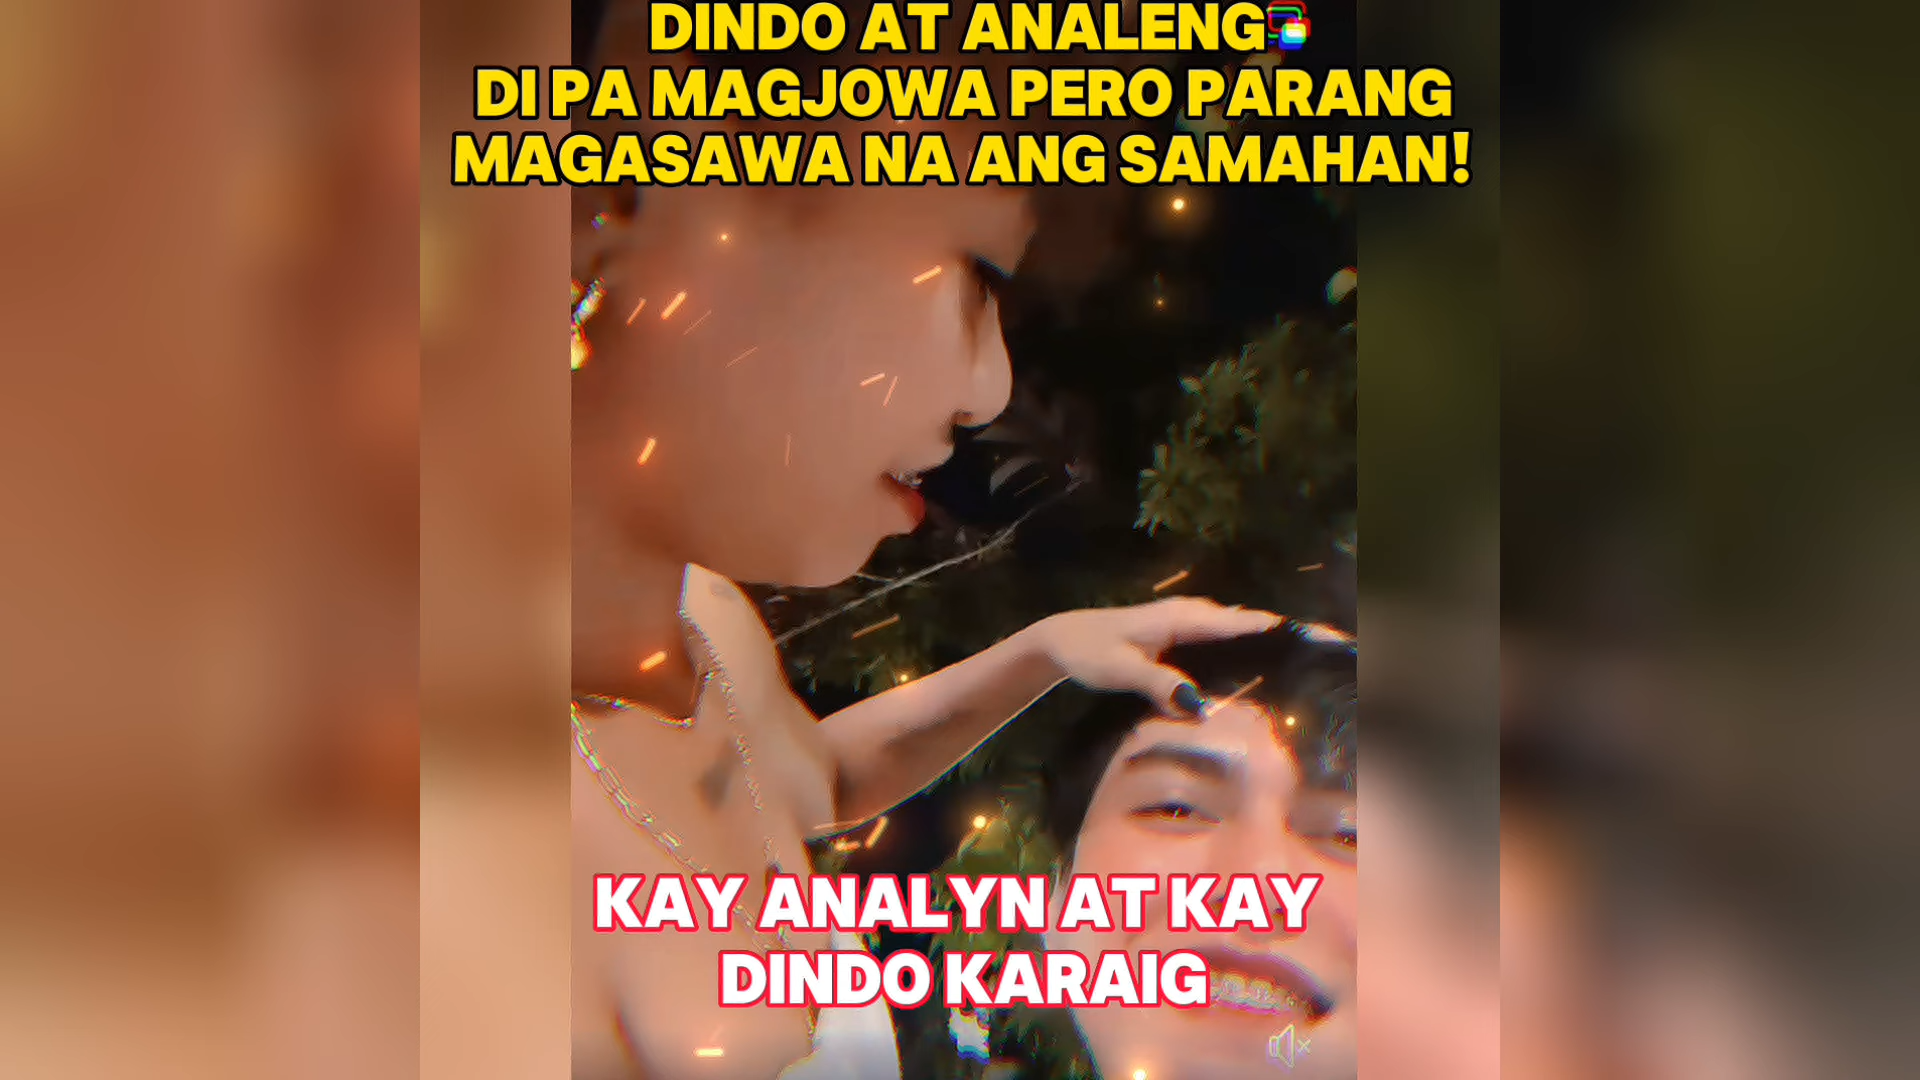 DINDO AT ANALENG
DI PA MAGJOWA PERO PARANG
MAGASAWA NA ANG SAMAHAN!
KAY ANALYN AT KAY
DINDO KARAIG